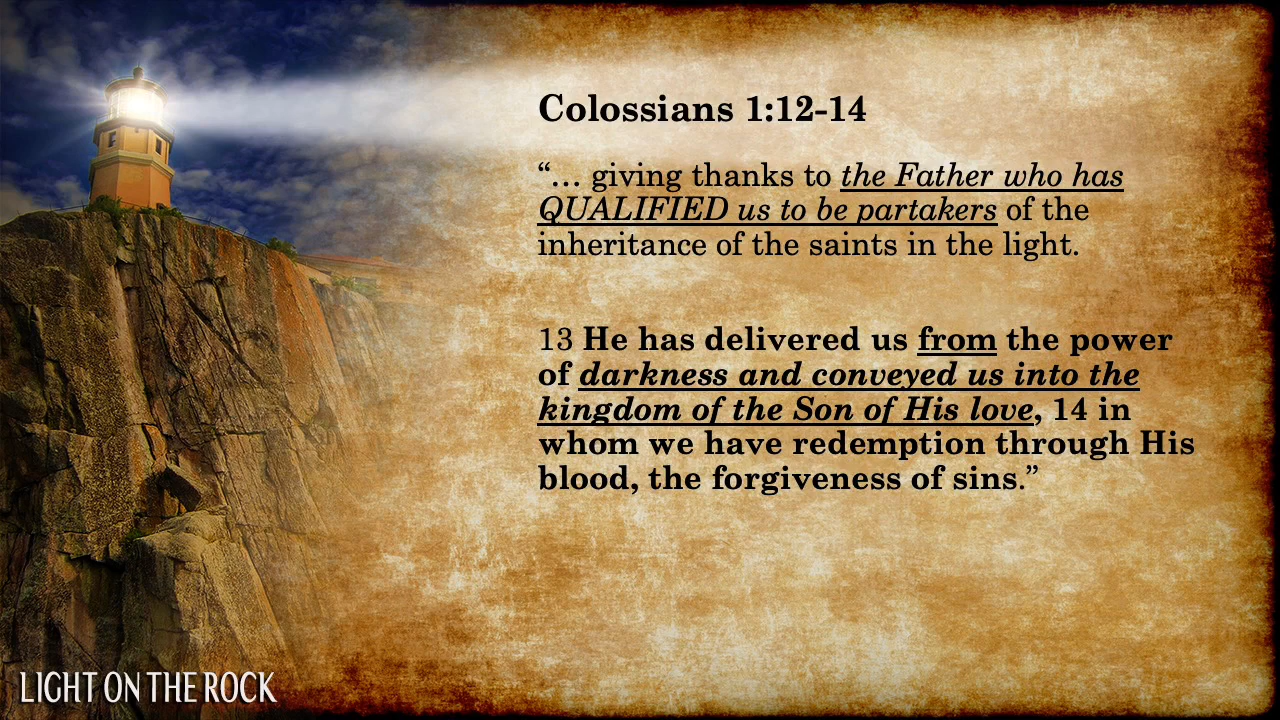 Colossians 1:12-14
“… giving thanks to the Father who has
QUALIFIED us to be partakers of the
inheritance of the saints in the light.
13 He has delivered us from the power
of darkness and conveyed us into the
kingdom of the Son of His love, 14 in
whom we have redemption through His
blood, the forgiveness of sins.”
LIGHT ON THE ROCK